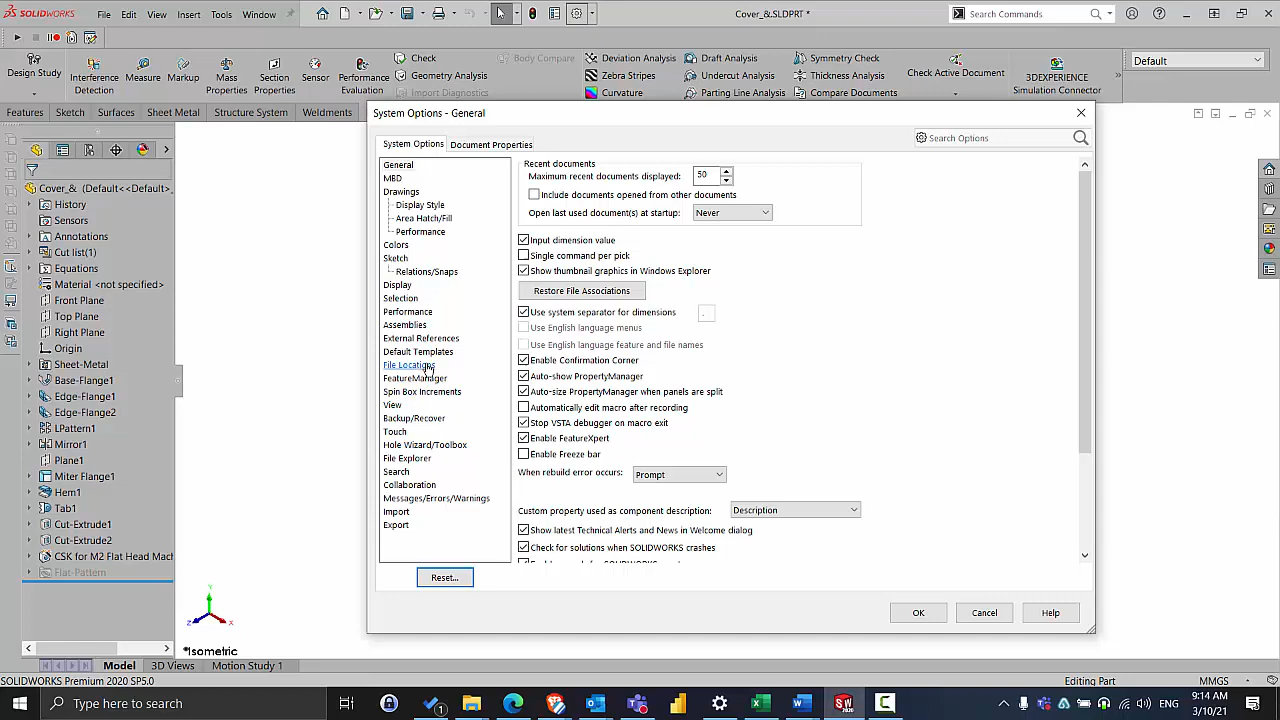 SOLIDWORKS File Edit View Insert Tools Window Cover_&.SLDPRT * Search Commands
Design Study Interference Detection Measure Markup Mass Properties Section Properties Sensor Performance Evaluation
Check Body Compare Deviation Analysis Draft Analysis Symmetry Check
Geometry Analysis Zebra Stripes Undercut Analysis Thickness Analysis Check Active Document 3DEXPERIENCE Simulation Connector Default
Import Diagnostics Curvature Parting Line Analysis Compare Documents
Features Sketch Surfaces Sheet Metal Structure System Weldments
Cover_& (Default<<Default>
History
Sensors
Annotations
Cut list(1)
Equations
Material <not specified>
Front Plane
Top Plane
Right Plane
Origin
Sheet-Metal
Base-Flange1
Edge-Flange1
Edge-Flange2
LPattern1
Mirror1
Plane1
Miter Flange1
Hem1
Tab1
Cut-Extrude1
Cut-Extrude2
CSK for M2 Flat Head Mach
Flat-Pattern
System Options - General
System Options Document Properties Search Options
General
MBD
Drawings
Display Style
Area Hatch/Fill
Performance
Colors
Sketch
Relations/Snaps
Display
Selection
Performance
Assemblies
External References
Default Templates
File Locations
FeatureManager
Spin Box Increments
View
Backup/Recover
Touch
Hole Wizard/Toolbox
File Explorer
Search
Collaboration
Messages/Errors/Warnings
Import
Export
Reset...
Recent documents
Maximum recent documents displayed: 50
Include documents opened from other documents
Open last used document(s) at startup: Never
Input dimension value
Single command per pick
Show thumbnail graphics in Windows Explorer
Restore File Associations
Use system separator for dimensions .
Use English language menus
Use English language feature and file names
Enable Confirmation Corner
Auto-show PropertyManager
Auto-size PropertyManager when panels are split
Automatically edit macro after recording
Stop VSTA debugger on macro exit
Enable FeatureXpert
Enable Freeze bar
When rebuild error occurs: Prompt
Custom property used as component description: Description
Show latest Technical Alerts and News in Welcome dialog
Check for solutions when SOLIDWORKS crashes
OK Cancel Help
Y
Z X
*Isometric
Model 3D Views Motion Study 1
SOLIDWORKS Premium 2020 SP5.0 Editing Part MMGS
Type here to search ENG 9:14 AM
3/10/21